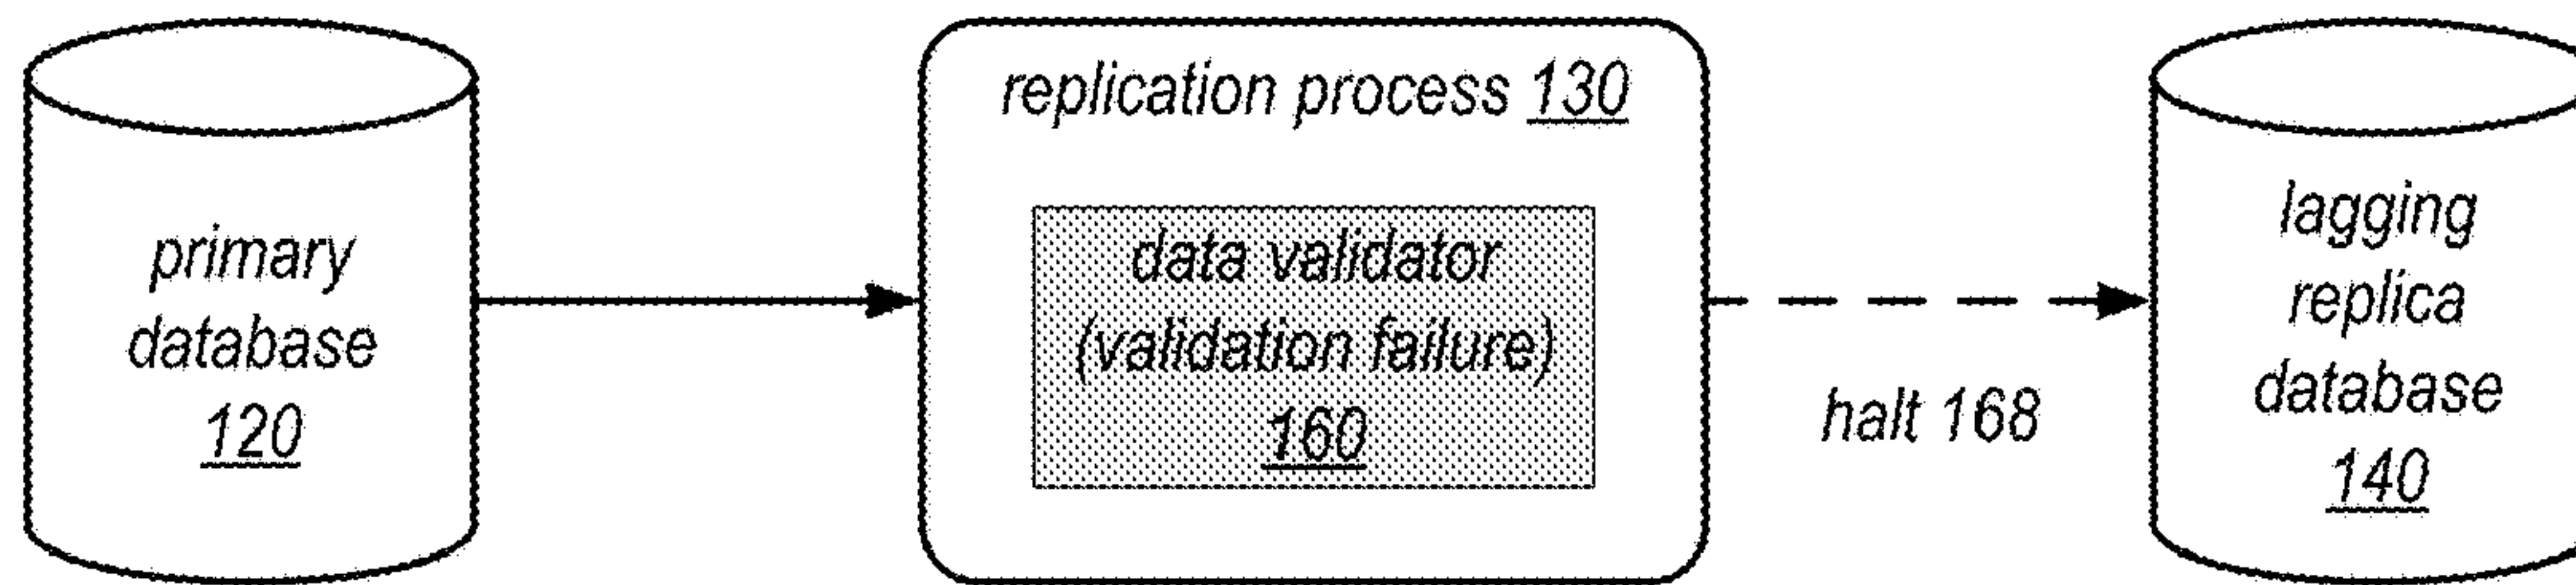 primary
database
120
replication process 130
data validator
(validation failure)
160
halt 168
lagging
replica
database
140